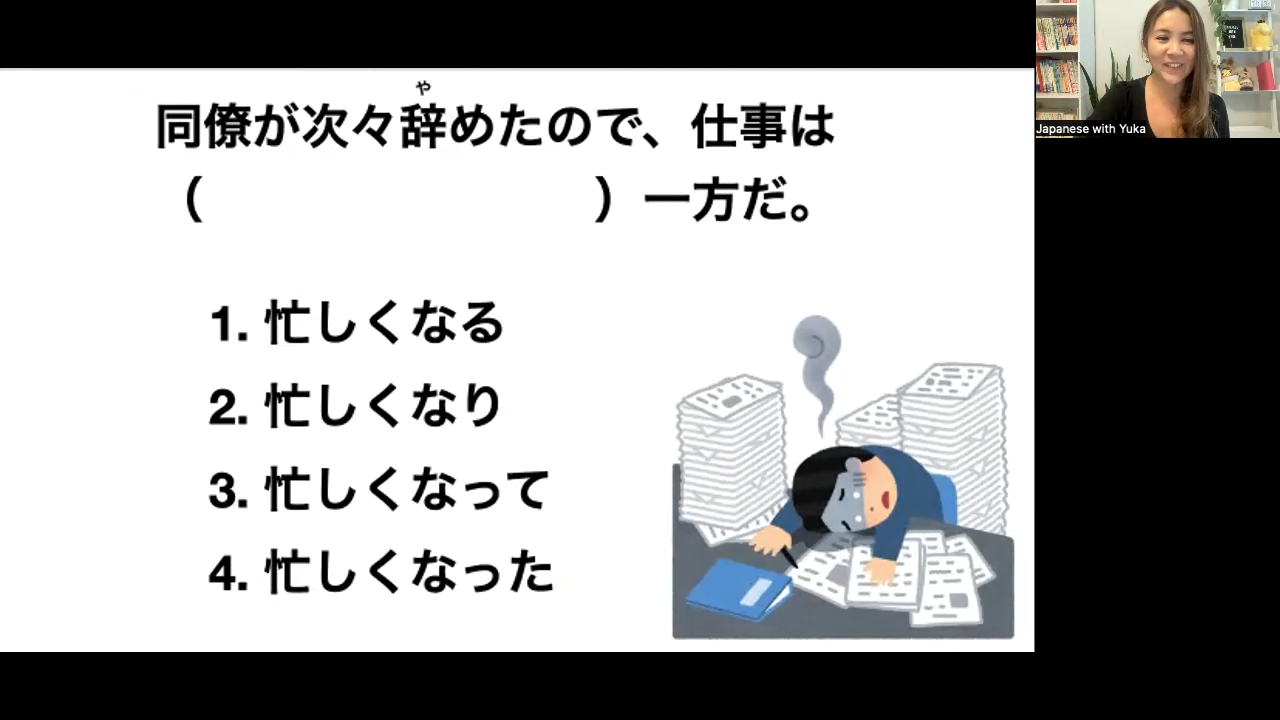 や
同僚が次々辞めたので、仕事は
（　　　　　　　　）一方だ。
1. 忙しくなる
2. 忙しくなり
3. 忙しくなって
4. 忙しくなった
Japanese with Yuka